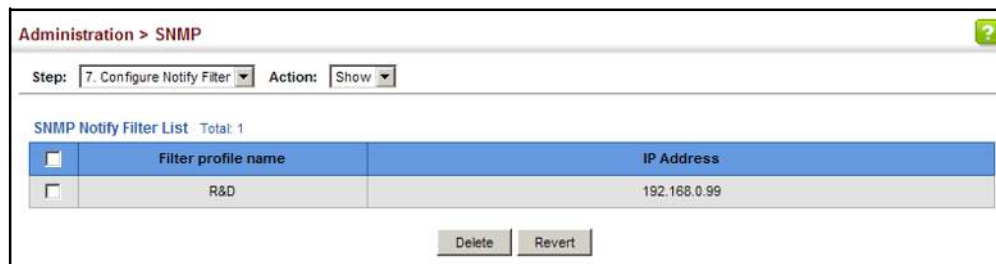 Administration > SNMP
?
Step: 7. Configure Notify Filter Action: Show
SNMP Notify Filter List Total: 1
Filter profile name IP Address
R&D 192.168.0.99
Delete Revert